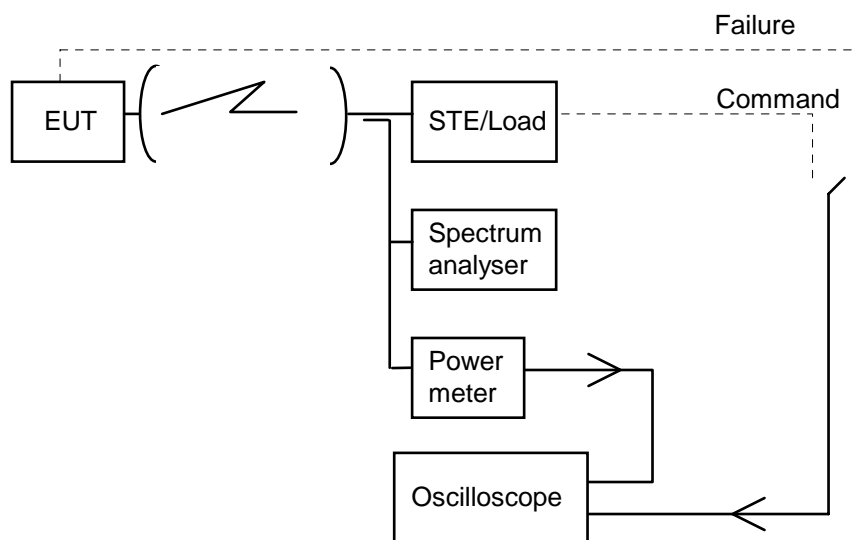 Failure
EUT
STE/Load
Command
Spectrum
analyser
Power
meter
Oscilloscope